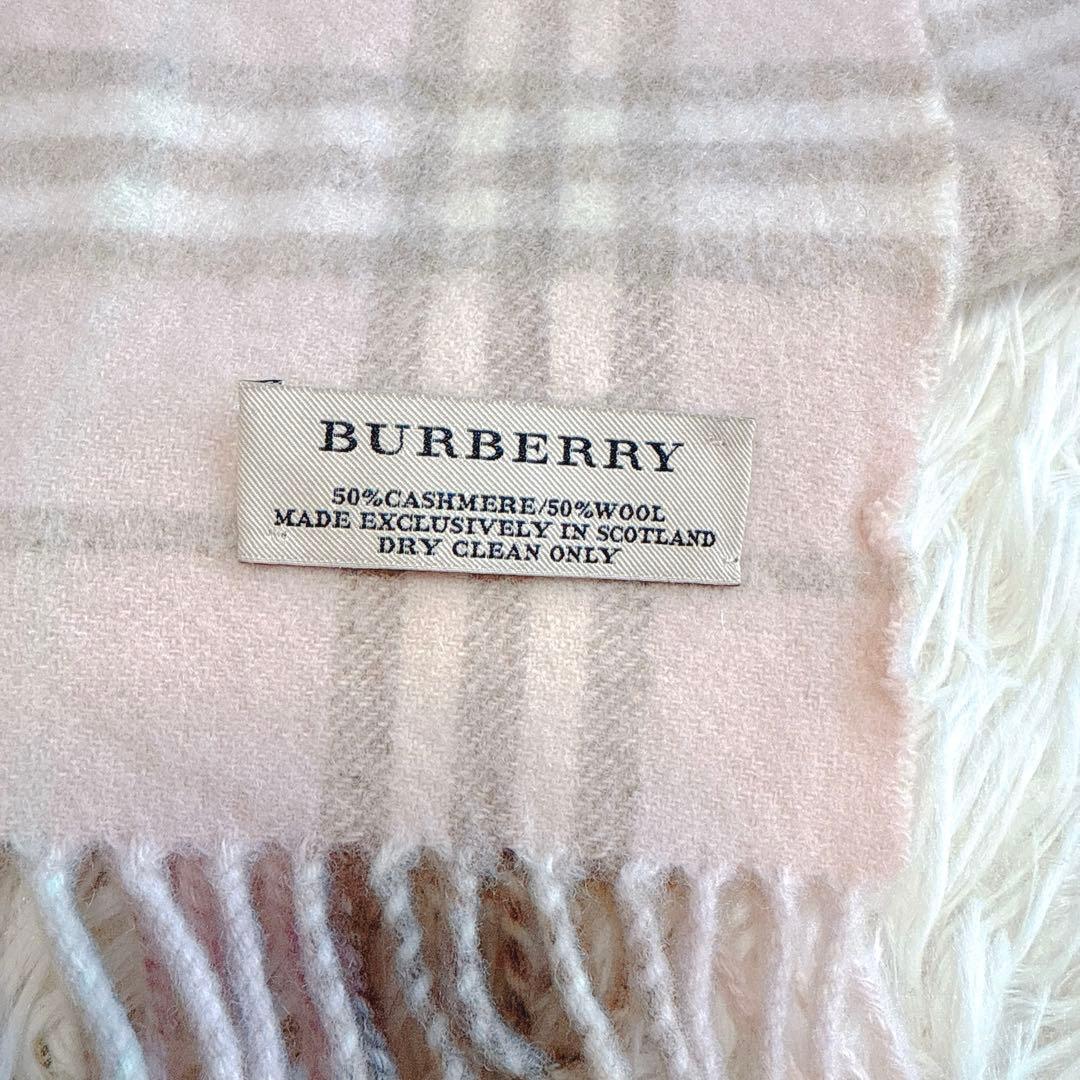 BURBERRY
50%CASHMERE/50%WOOL
MADE EXCLUSIVELY IN SCOTLAND
DRY CLEAN ONLY